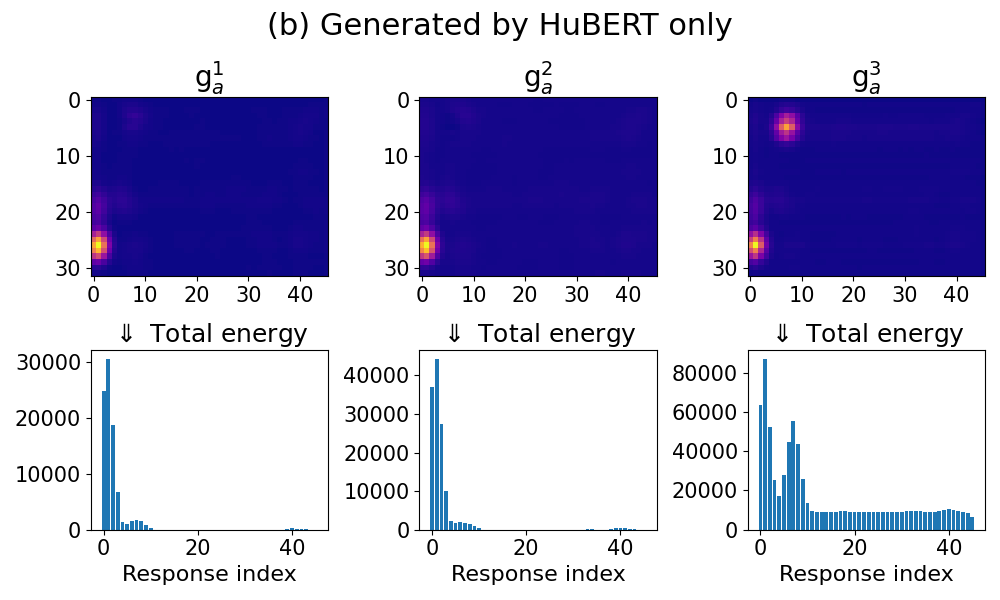 (b) Generated by HuBERT only
g_a^1 g_a^2 g_a^3
0 0 0
10 10 10
20 20 20
30 30 30
0 10 20 30 40 0 10 20 30 40 0 10 20 30 40
⇓ Total energy ⇓ Total energy ⇓ Total energy
30000 40000 80000
20000 30000 60000
10000 20000 40000
0 10000 20000
0 0
0 20 40 0 20 40 0 20 40
Response index Response index Response index